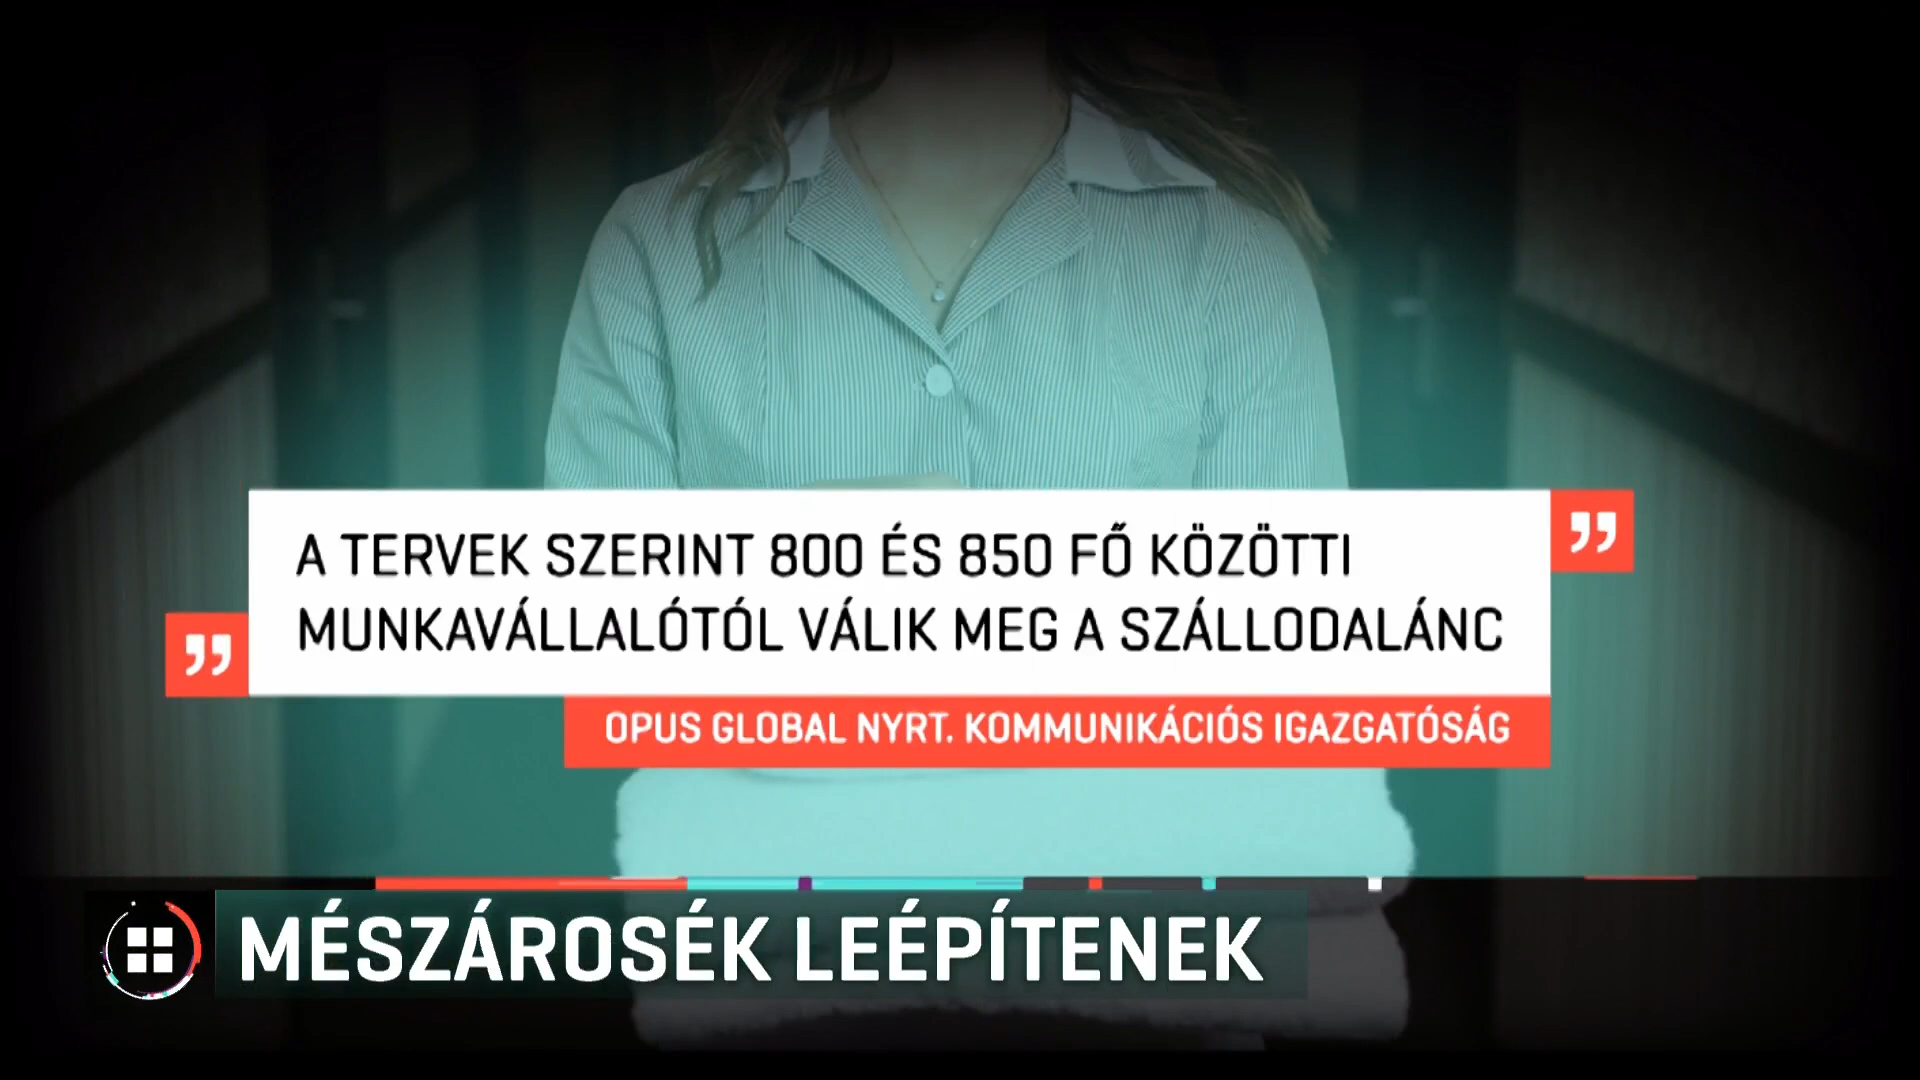 A TERVEK SZERINT 800 ÉS 850 FŐ KÖZÖTTI
MUNKAVÁLLALÓTÓL VÁLIK MEG A SZÁLLODALÁNC
OPUS GLOBAL NYRT. KOMMUNIKÁCIÓS IGAZGATÓSÁG
MÉSZÁROSÉK LEÉPÍTENEK